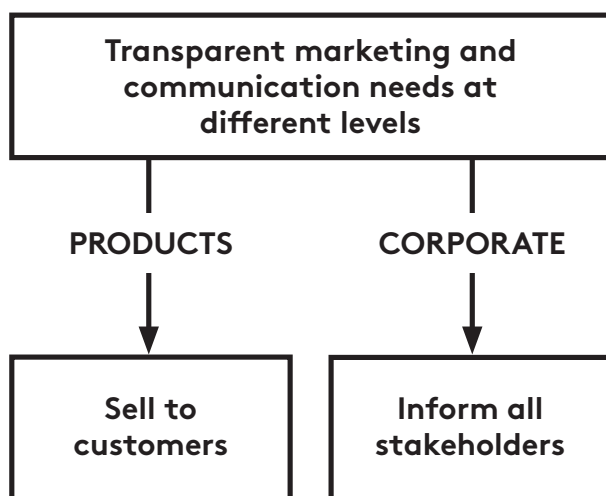 Transparent marketing and
communication needs at
different levels
PRODUCTS
CORPORATE
Sell to
customers
Inform all
stakeholders